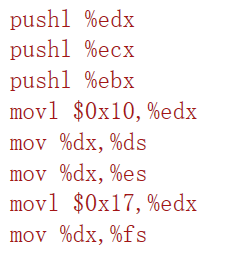 pushl %edx
pushl %ecx
pushl %ebx
movl $0x10,%edx
mov %dx,%ds
mov %dx,%es
movl $0x17,%edx
mov %dx,%fs